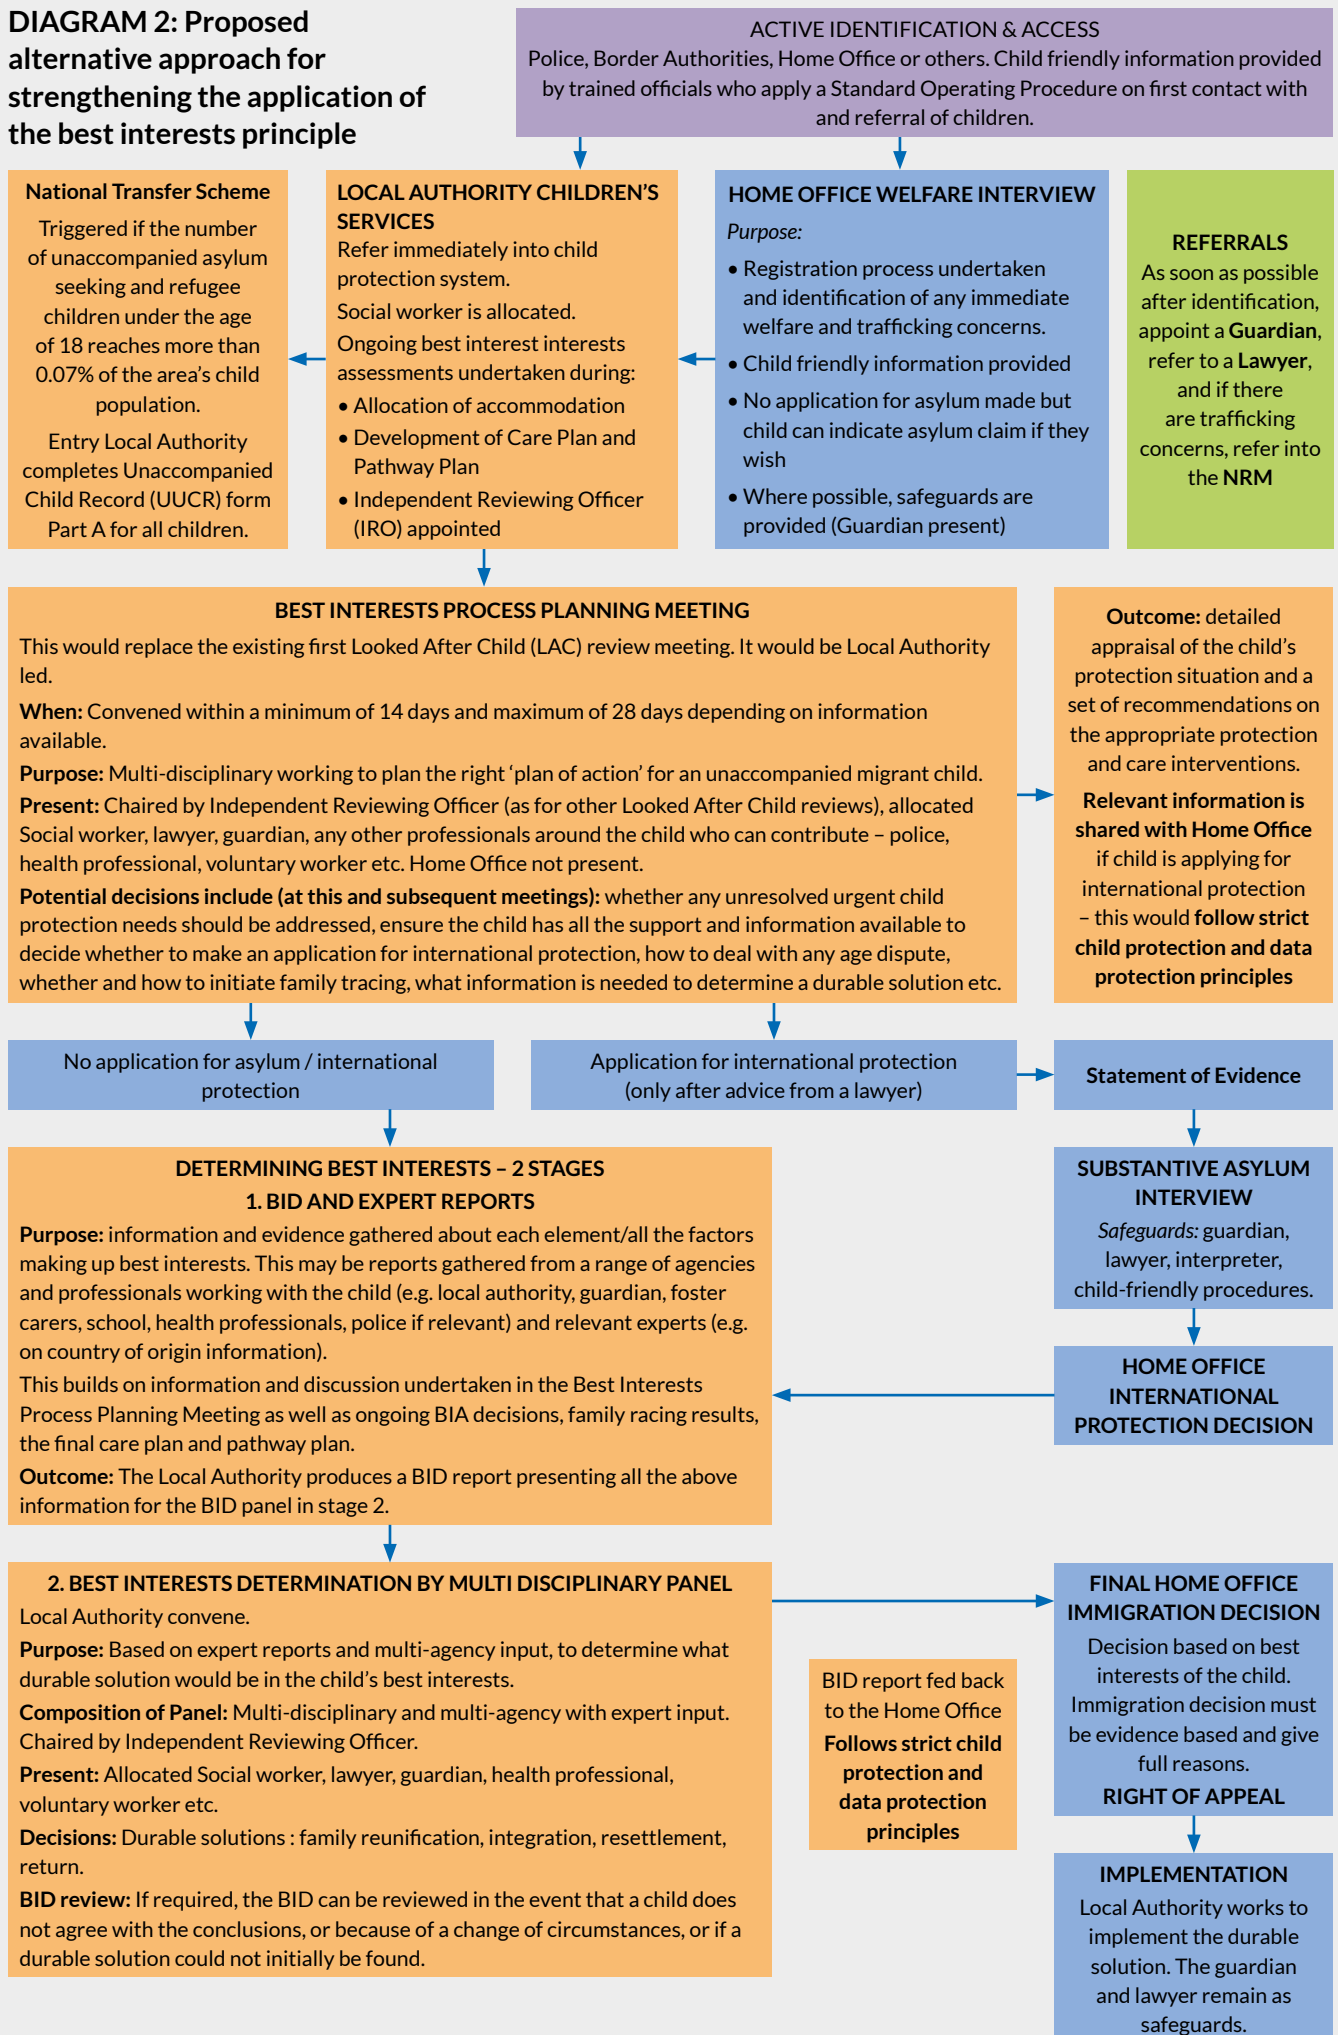 DIAGRAM 2: Proposed
alternative approach for
strengthening the application of
the best interests principle
ACTIVE IDENTIFICATION & ACCESS
Police, Border Authorities, Home Office or others. Child friendly information provided
by trained officials who apply a Standard Operating Procedure on first contact with
and referral of children.
National Transfer Scheme
Triggered if the number
of unaccompanied asylum
seeking and refugee
children under the age
of 18 reaches more than
0.07% of the area's child
population.
Entry Local Authority
completes Unaccompanied
Child Record (UUCR) form
Part A for all children.
LOCAL AUTHORITY CHILDREN'S
SERVICES
Refer immediately into child
protection system.
Social worker is allocated.
Ongoing best interest interests
assessments undertaken during:
• Allocation of accommodation
• Development of Care Plan and
Pathway Plan
• Independent Reviewing Officer
(IRO) appointed
HOME OFFICE WELFARE INTERVIEW
Purpose:
• Registration process undertaken
and identification of any immediate
welfare and trafficking concerns.
• Child friendly information provided
• No application for asylum made but
child can indicate asylum claim if they
wish
• Where possible, safeguards are
provided (Guardian present)
REFERRALS
As soon as possible
after identification,
appoint a Guardian,
refer to a Lawyer,
and if there
are trafficking
concerns, refer into
the NRM
BEST INTERESTS PROCESS PLANNING MEETING
This would replace the existing first Looked After Child (LAC) review meeting. It would be Local Authority
led.
When: Convened within a minimum of 14 days and maximum of 28 days depending on information
available.
Purpose: Multi-disciplinary working to plan the right 'plan of action' for an unaccompanied migrant child.
Present: Chaired by Independent Reviewing Officer (as for other Looked After Child reviews), allocated
Social worker, lawyer, guardian, any other professionals around the child who can contribute – police,
health professional, voluntary worker etc. Home Office not present.
Potential decisions include (at this and subsequent meetings): whether any unresolved urgent child
protection needs should be addressed, ensure the child has all the support and information available to
decide whether to make an application for international protection, how to deal with any age dispute,
whether and how to initiate family tracing, what information is needed to determine a durable solution etc.
Outcome: detailed
appraisal of the child's
protection situation and a
set of recommendations on
the appropriate protection
and care interventions.
Relevant information is
shared with Home Office
if child is applying for
international protection
– this would follow strict
child protection and data
protection principles
No application for asylum / international
protection
Application for international protection
(only after advice from a lawyer)
Statement of Evidence
DETERMINING BEST INTERESTS – 2 STAGES
1. BID AND EXPERT REPORTS
Purpose: information and evidence gathered about each element/all the factors
making up best interests. This may be reports gathered from a range of agencies
and professionals working with the child (e.g. local authority, guardian, foster
carers, school, health professionals, police if relevant) and relevant experts (e.g.
on country of origin information).
This builds on information and discussion undertaken in the Best Interests
Process Planning Meeting as well as ongoing BIA decisions, family racing results,
the final care plan and pathway plan.
Outcome: The Local Authority produces a BID report presenting all the above
information for the BID panel in stage 2.
SUBSTANTIVE ASYLUM
INTERVIEW
Safeguards: guardian,
lawyer, interpreter,
child-friendly procedures.
HOME OFFICE
INTERNATIONAL
PROTECTION DECISION
2. BEST INTERESTS DETERMINATION BY MULTI DISCIPLINARY PANEL
Local Authority convene.
Purpose: Based on expert reports and multi-agency input, to determine what
durable solution would be in the child's best interests.
Composition of Panel: Multi-disciplinary and multi-agency with expert input.
Chaired by Independent Reviewing Officer.
Present: Allocated Social worker, lawyer, guardian, health professional,
voluntary worker etc.
Decisions: Durable solutions : family reunification, integration, resettlement,
return.
BID review: If required, the BID can be reviewed in the event that a child does
not agree with the conclusions, or because of a change of circumstances, or if a
durable solution could not initially be found.
BID report fed back
to the Home Office
Follows strict child
protection and
data protection
principles
FINAL HOME OFFICE
IMMIGRATION DECISION
Decision based on best
interests of the child.
Immigration decision must
be evidence based and give
full reasons.
RIGHT OF APPEAL
IMPLEMENTATION
Local Authority works to
implement the durable
solution. The guardian
and lawyer remain as
safeguards.